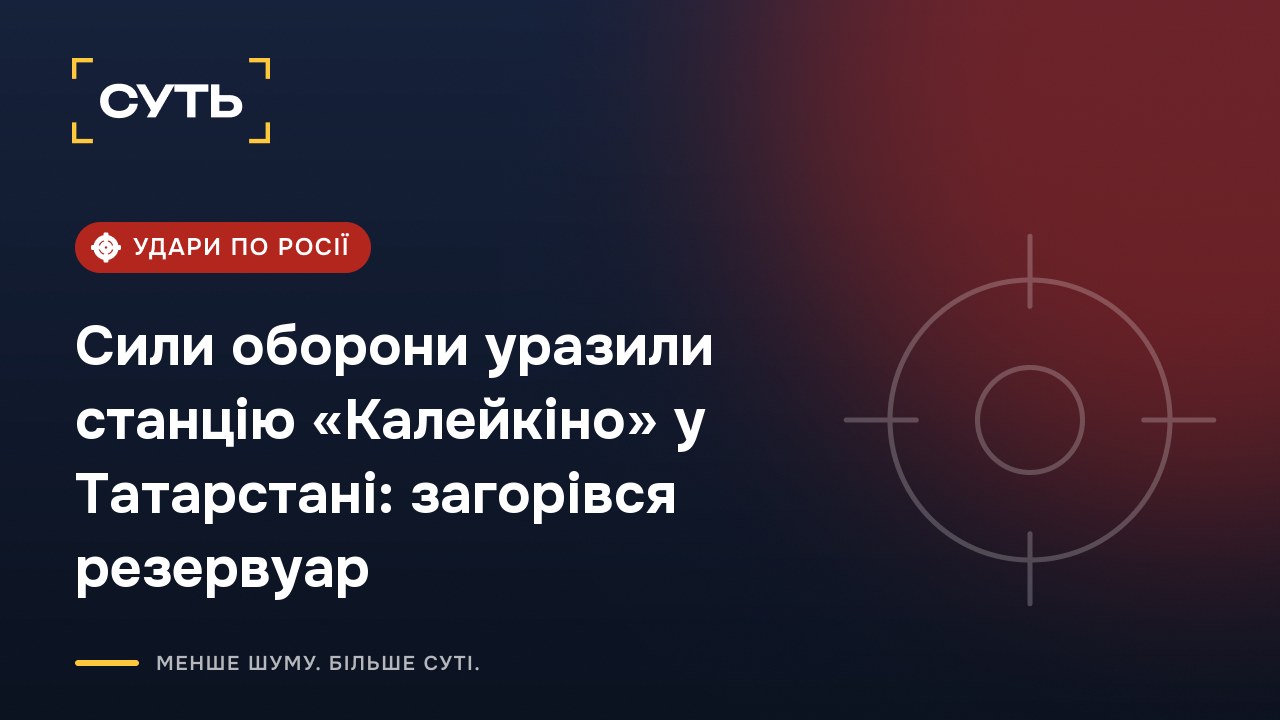 СУТЬ
УДАРИ ПО РОСІЇ
Сили оборони уразили
станцію «Калейкіно» у
Татарстані: загорівся
резервуар
МЕНШЕ ШУМУ. БІЛЬШЕ СУТІ.